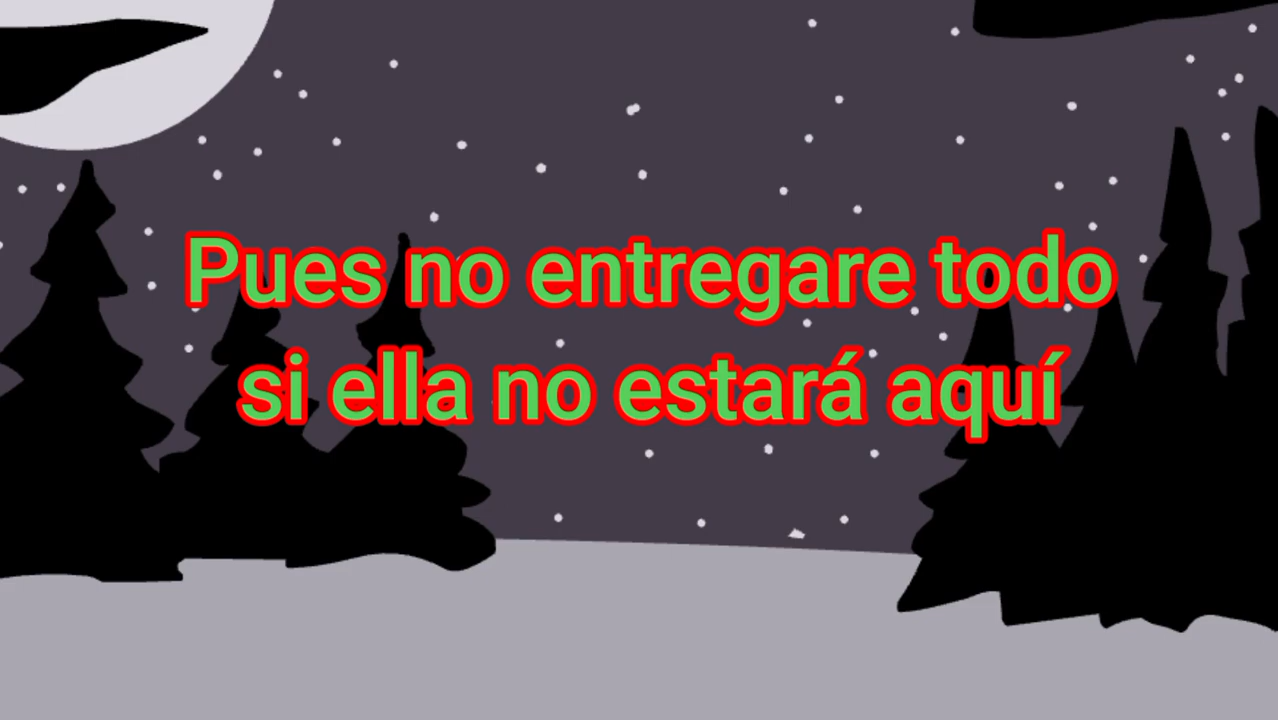 Pues no entregare todo
si ella no estará aquí